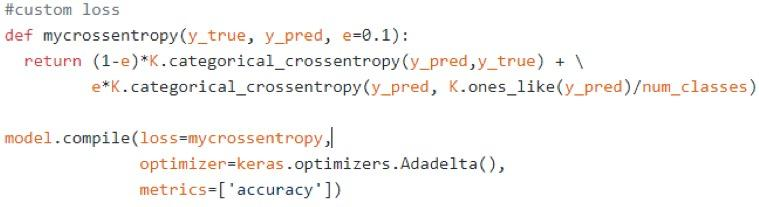 #custom loss
def mycrossentropy(y_true, y_pred, e=0.1):
  return (1-e)*K.categorical_crossentropy(y_pred,y_true) + \
        e*K.categorical_crossentropy(y_pred, K.ones_like(y_pred)/num_classes)
model.compile(loss=mycrossentropy,
              optimizer=keras.optimizers.Adadelta(),
              metrics=['accuracy'])